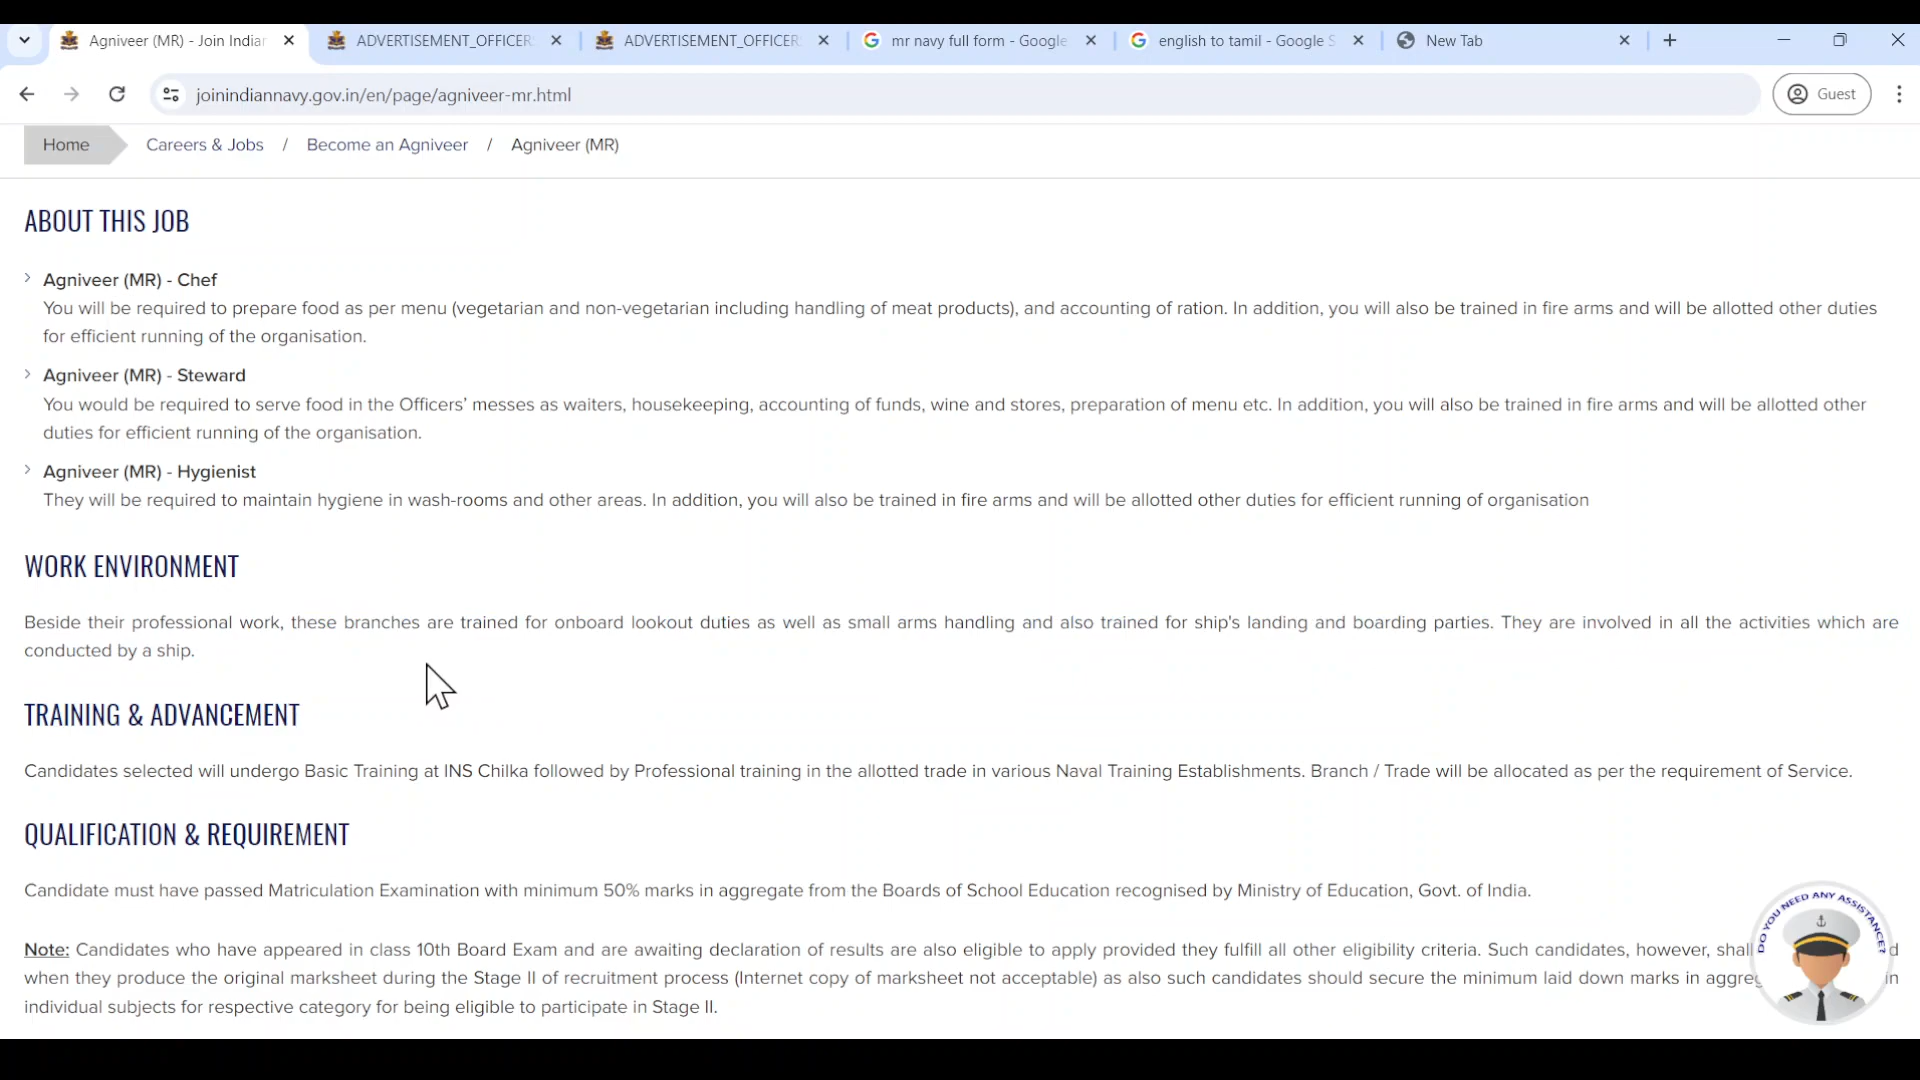 Agniveer (MR) - Join Indian
ADVERTISEMENT_OFFICER
ADVERTISEMENT_OFFICER
mr navy full form - Google
english to tamil - Google S
New Tab
joinindiannavy.gov.in/en/page/agniveer-mr.html
Guest
Home
Careers & Jobs / Become an Agniveer / Agniveer (MR)
ABOUT THIS JOB
Agniveer (MR) - Chef
You will be required to prepare food as per menu (vegetarian and non-vegetarian including handling of meat products), and accounting of ration. In addition, you will also be trained in fire arms and will be allotted other duties
for efficient running of the organisation.
Agniveer (MR) - Steward
You would be required to serve food in the Officers’ messes as waiters, housekeeping, accounting of funds, wine and stores, preparation of menu etc. In addition, you will also be trained in fire arms and will be allotted other
duties for efficient running of the organisation.
Agniveer (MR) - Hygienist
They will be required to maintain hygiene in wash-rooms and other areas. In addition, you will also be trained in fire arms and will be allotted other duties for efficient running of organisation
WORK ENVIRONMENT
Beside their professional work, these branches are trained for onboard lookout duties as well as small arms handling and also trained for ship's landing and boarding parties. They are involved in all the activities which are
conducted by a ship.
TRAINING & ADVANCEMENT
Candidates selected will undergo Basic Training at INS Chilka followed by Professional training in the allotted trade in various Naval Training Establishments. Branch / Trade will be allocated as per the requirement of Service.
QUALIFICATION & REQUIREMENT
Candidate must have passed Matriculation Examination with minimum 50% marks in aggregate from the Boards of School Education recognised by Ministry of Education, Govt. of India.
Note: Candidates who have appeared in class 10th Board Exam and are awaiting declaration of results are also eligible to apply provided they fulfill all other eligibility criteria. Such candidates, however, shall
when they produce the original marksheet during the Stage II of recruitment process (Internet copy of marksheet not acceptable) as also such candidates should secure the minimum laid down marks in
individual subjects for respective category for being eligible to participate in Stage II.
DO YOU NEED ANY ASSISTANCE?